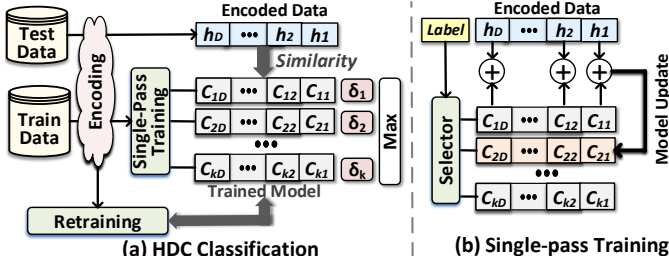 Encoded Data
Test
Data
h_D ••• h_2 h_1
Similarity
Encoding
Train
Data
Single-Pass
Training
C_1D ••• C_12 C_11 δ_1
C_2D ••• C_22 C_21 δ_2
•••
C_kD ••• C_k2 C_k1 δ_k
Max
Trained Model
Retraining
(a) HDC Classification
Encoded Data
Label
h_D ••• h_2 h_1
+ + +
Model Update
Selector
C_1D ••• C_12 C_11
C_2D ••• C_22 C_21
•••
C_kD ••• C_k2 C_k1
(b) Single-pass Training